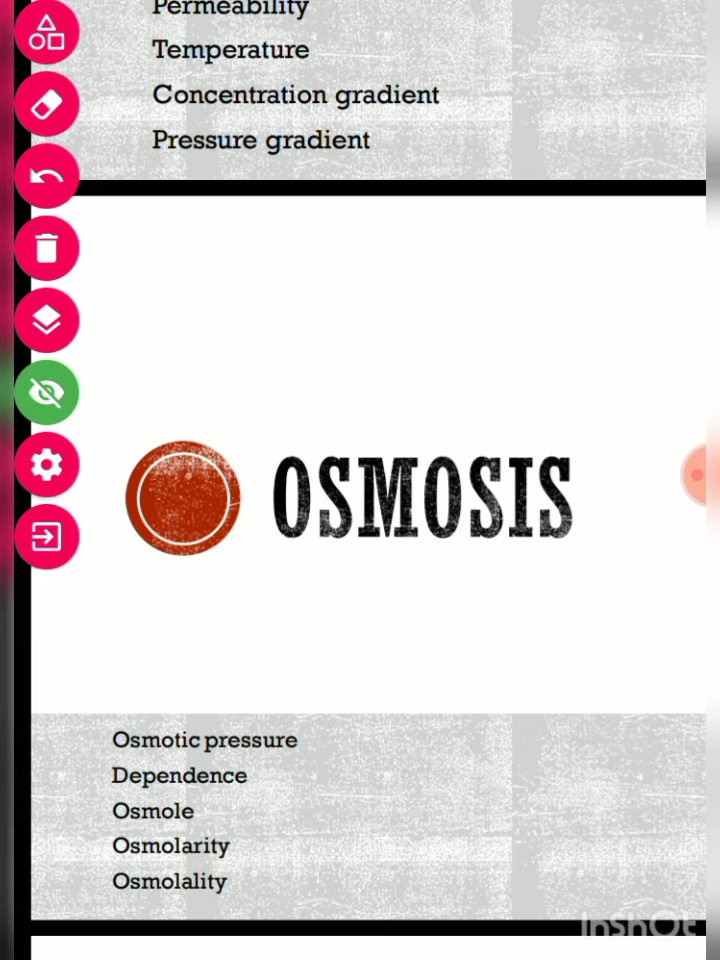 Permeability
Temperature
Concentration gradient
Pressure gradient
OSMOSIS
Osmotic pressure
Dependence
Osmole
Osmolarity
Osmolality
InShOt